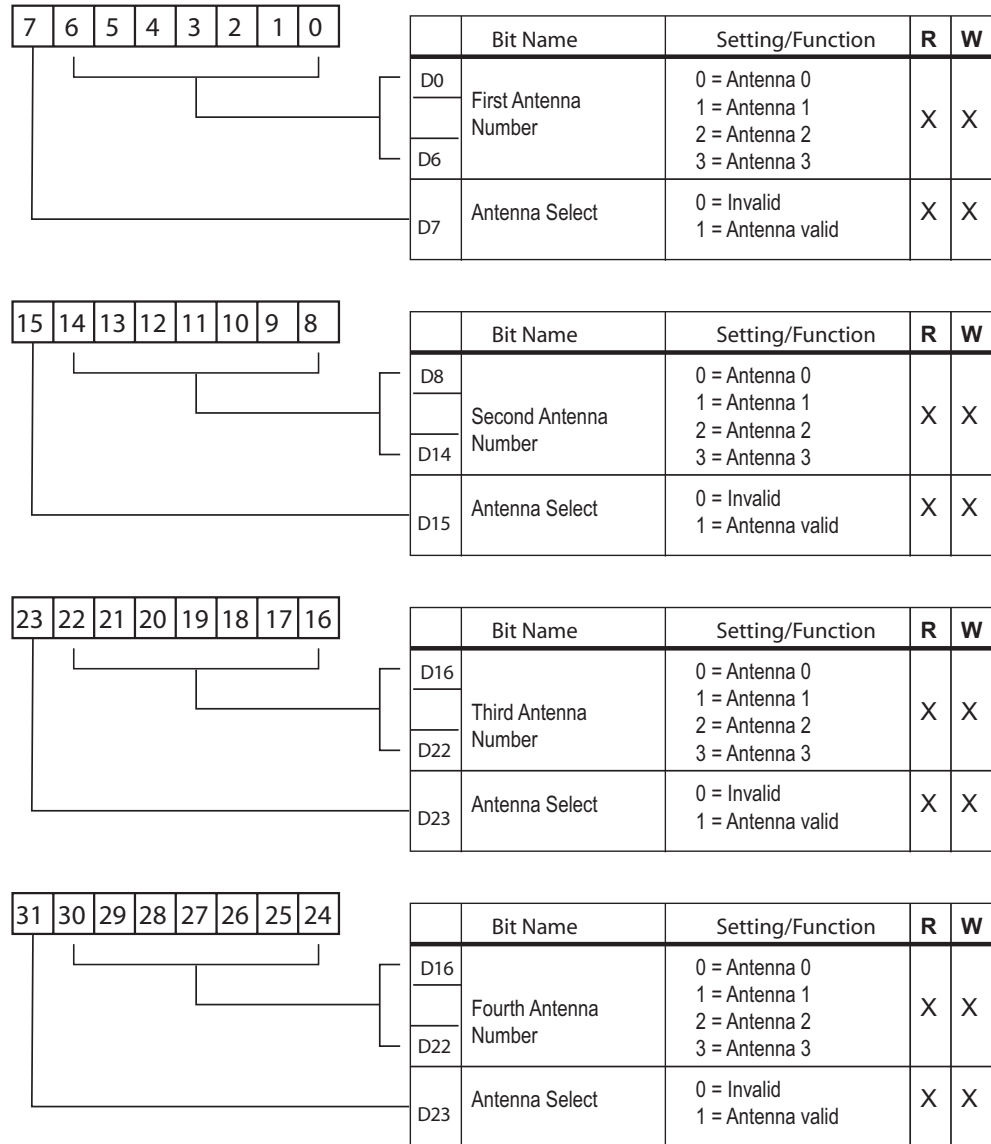 7 6 5 4 3 2 1 0
Bit Name Setting/Function R W
D0 First Antenna Number 0 = Antenna 0
1 = Antenna 1
2 = Antenna 2
D6 3 = Antenna 3
X X
D7 Antenna Select 0 = Invalid
1 = Antenna valid
X X
15 14 13 12 11 10 9 8
Bit Name Setting/Function R W
D8 Second Antenna Number 0 = Antenna 0
1 = Antenna 1
2 = Antenna 2
D14 3 = Antenna 3
X X
D15 Antenna Select 0 = Invalid
1 = Antenna valid
X X
23 22 21 20 19 18 17 16
Bit Name Setting/Function R W
D16 Third Antenna Number 0 = Antenna 0
1 = Antenna 1
2 = Antenna 2
D22 3 = Antenna 3
X X
D23 Antenna Select 0 = Invalid
1 = Antenna valid
X X
31 30 29 28 27 26 25 24
Bit Name Setting/Function R W
D16 Fourth Antenna Number 0 = Antenna 0
1 = Antenna 1
2 = Antenna 2
D22 3 = Antenna 3
X X
D23 Antenna Select 0 = Invalid
1 = Antenna valid
X X